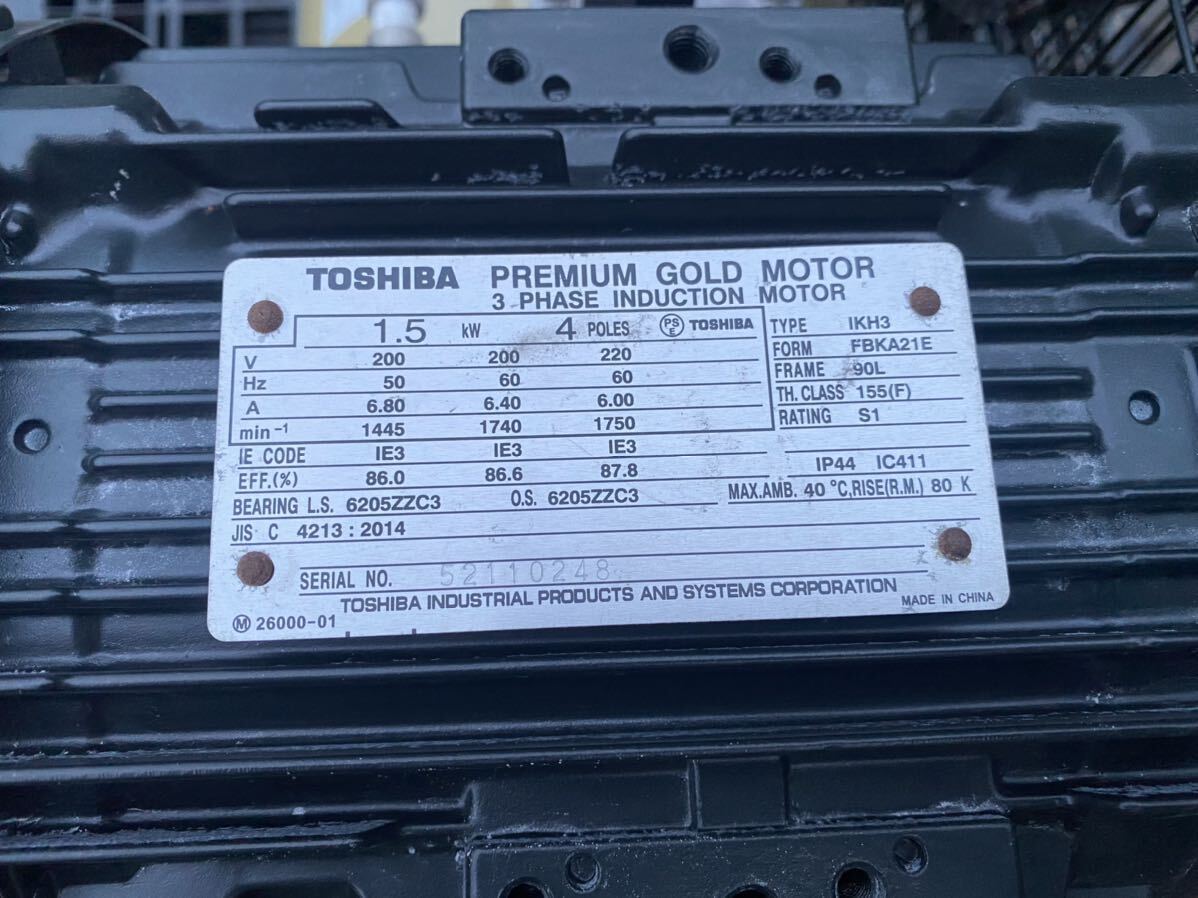 TOSHIBA PREMIUM GOLD MOTOR
3 PHASE INDUCTION MOTOR
1.5 kW 4 POLES PSE TOSHIBA
V 200 200 220
Hz 50 60 60
A 6.80 6.40 6.00
min⁻¹ 1445 1740 1750
IE CODE IE3 IE3 IE3
EFF.(%) 86.0 86.6 87.8
TYPE IKH3
FORM FBKA21E
FRAME 90L
TH. CLASS 155(F)
RATING S1
IP44 IC411
BEARING L.S. 6205ZZC3 O.S. 6205ZZC3
MAX.AMB. 40 °C,RISE(R.M.) 80 K
JIS C 4213 : 2014
SERIAL NO. 52110248
TOSHIBA INDUSTRIAL PRODUCTS AND SYSTEMS CORPORATION
Ⓜ 26000-01
MADE IN CHINA